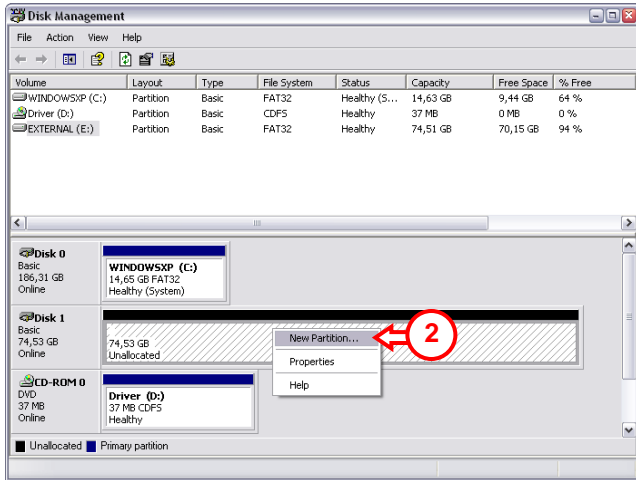 Disk Management
File Action View Help
Volume Layout Type File System Status Capacity Free Space % Free
WINDOWSXP (C:) Partition Basic FAT32 Healthy (S... 14,63 GB 9,44 GB 64 %
Driver (D:) Partition Basic CDFS Healthy 37 MB 0 MB 0 %
EXTERNAL (E:) Partition Basic FAT32 Healthy 74,51 GB 70,15 GB 94 %
Disk 0
Basic
186,31 GB
Online
WINDOWSXP (C:)
14,65 GB FAT32
Healthy (System)
Disk 1
Basic
74,53 GB
Online
74,53 GB
Unallocated
New Partition...
Properties
Help
2
CD-ROM 0
DVD
37 MB
Online
Driver (D:)
37 MB CDFS
Healthy
Unallocated Primary partition